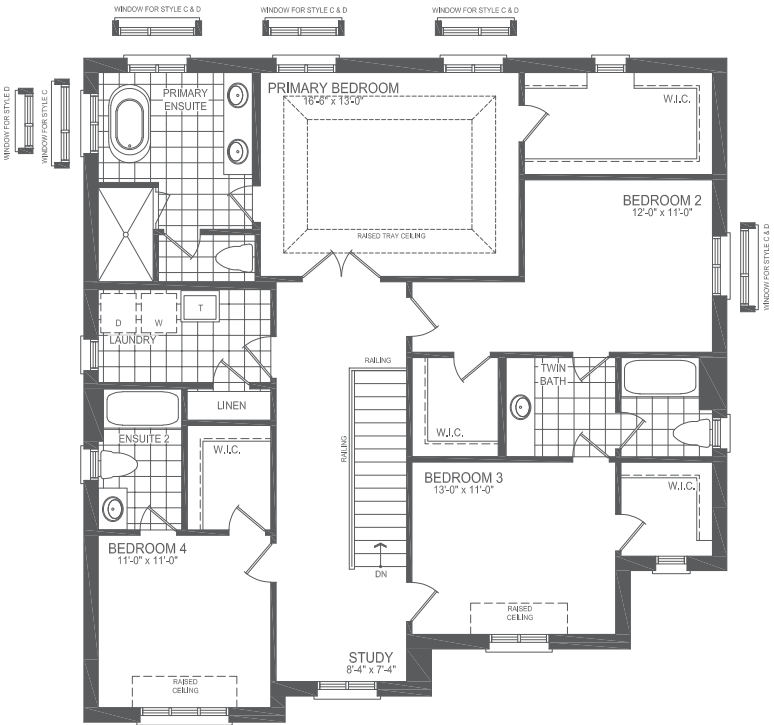 WINDOW FOR STYLE C & D
WINDOW FOR STYLE C & D
WINDOW FOR STYLE C & D
WINDOW FOR STYLE D
WINDOW FOR STYLE C
PRIMARY
ENSUITE
PRIMARY BEDROOM
16'-6" x 13'-0"
W.I.C.
BEDROOM 2
12'-0" x 11'-0"
WINDOW FOR STYLE C & D
RAISED TRAY CEILING
D
W
T
LAUNDRY
RAILING
TWIN
BATH
LINEN
ENSUITE 2
W.I.C.
RAILING
W.I.C.
BEDROOM 3
13'-0" x 11'-0"
W.I.C.
BEDROOM 4
11'-0" x 11'-0"
DN
RAISED
CEILING
STUDY
8'-4" x 7'-4"
RAISED
CEILING